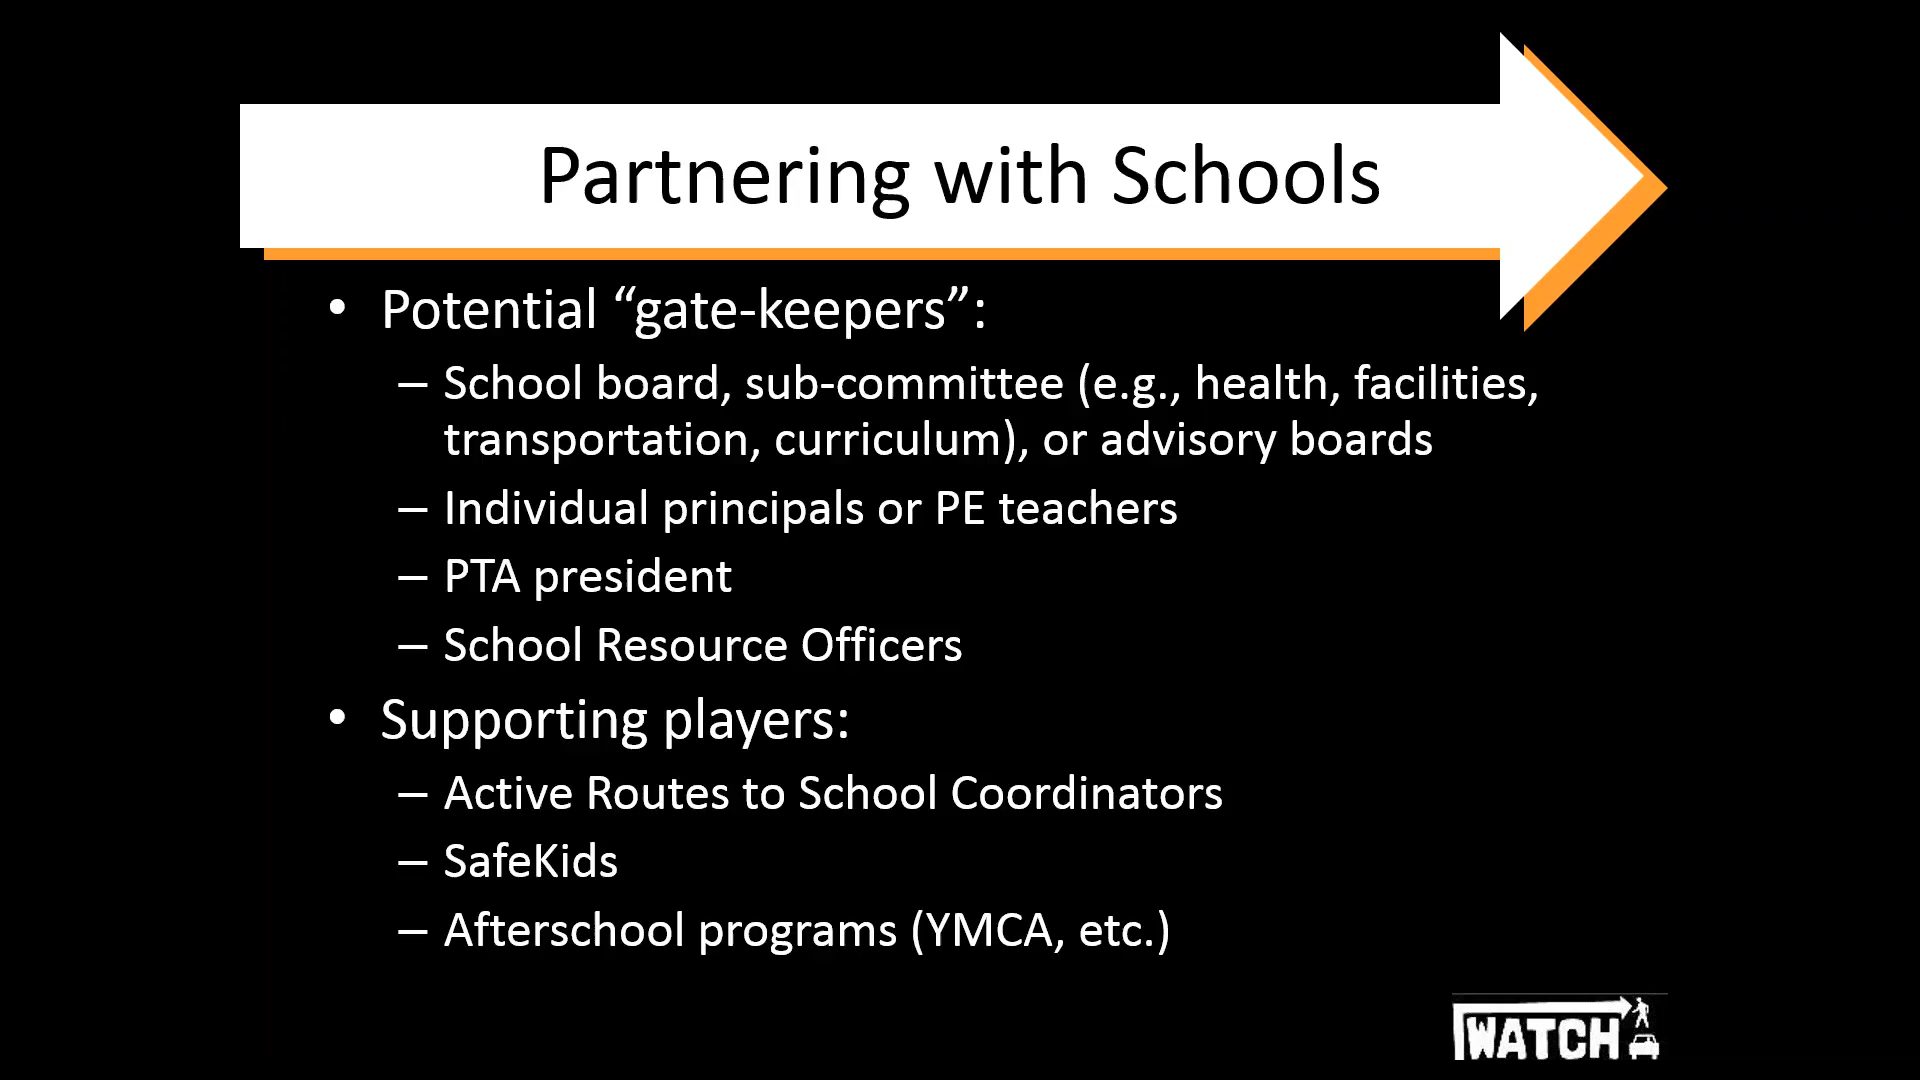 Partnering with Schools
• Potential “gate-keepers”:
– School board, sub-committee (e.g., health, facilities,
transportation, curriculum), or advisory boards
– Individual principals or PE teachers
– PTA president
– School Resource Officers
• Supporting players:
– Active Routes to School Coordinators
– SafeKids
– Afterschool programs (YMCA, etc.)
WATCH